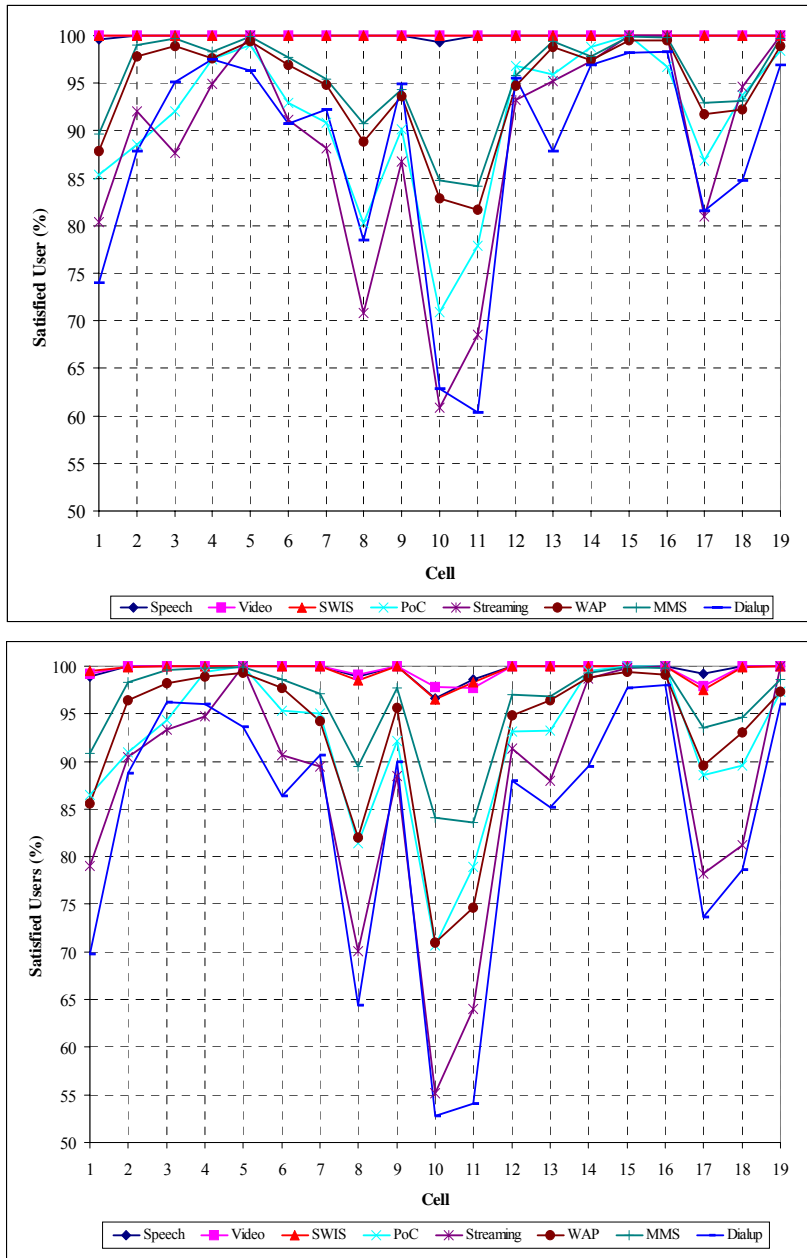 100
95
90
85
80
75
70
65
60
55
50
Satisfied User (%)
1 2 3 4 5 6 7 8 9 10 11 12 13 14 15 16 17 18 19
Cell
Speech Video SWIS PoC Streaming WAP MMS Dialup
100
95
90
85
80
75
70
65
60
55
50
Satisfied Users (%)
1 2 3 4 5 6 7 8 9 10 11 12 13 14 15 16 17 18 19
Cell
Speech Video SWIS PoC Streaming WAP MMS Dialup